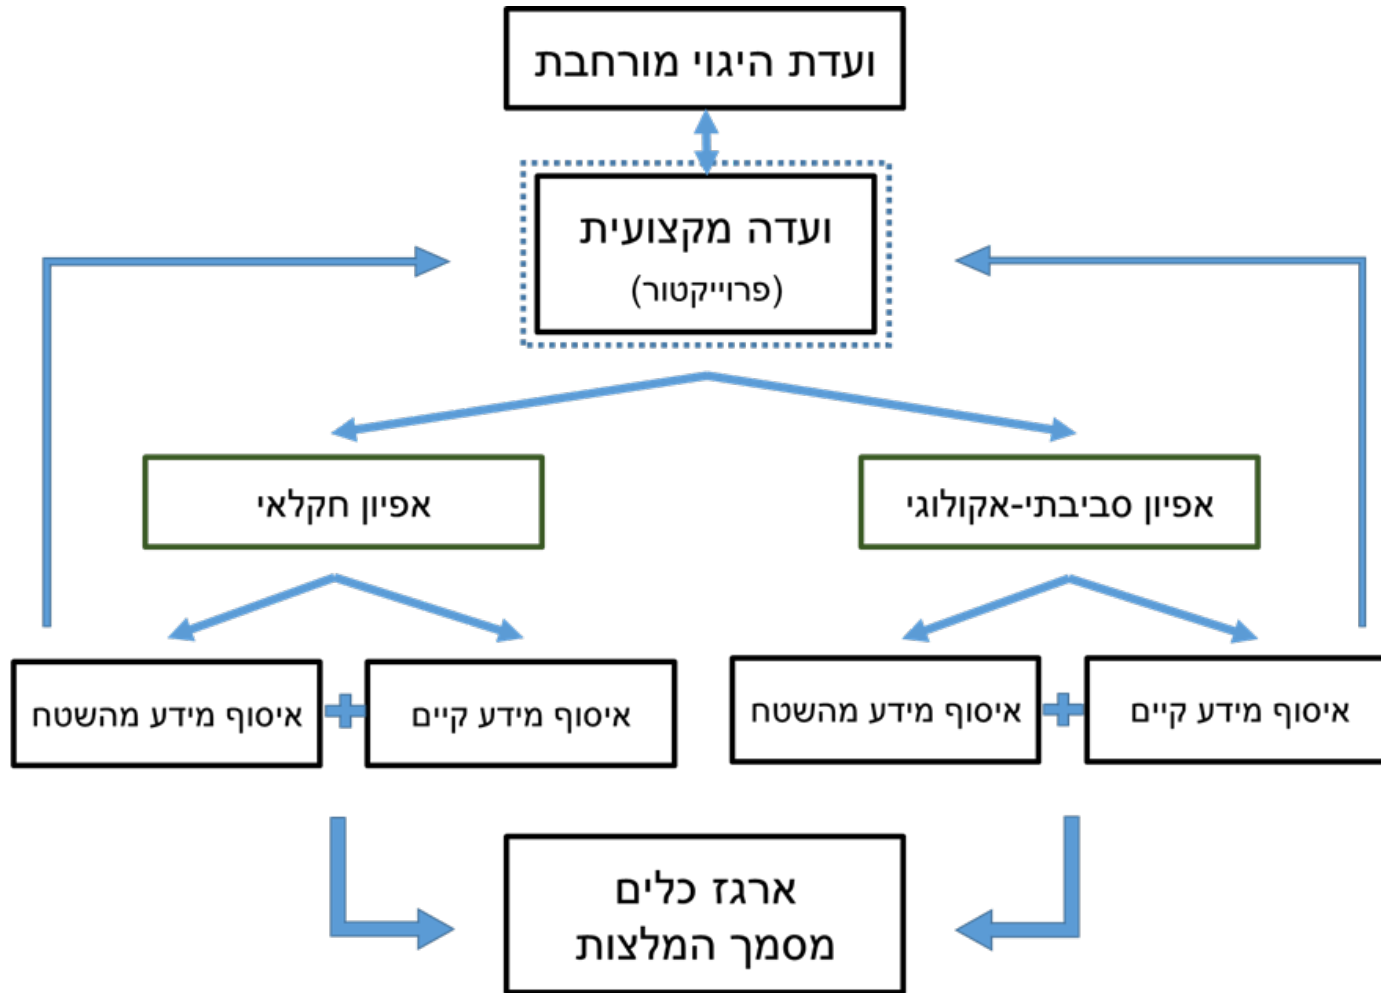 ועדת היגוי מורחבת
ועדה מקצועית
(פרוייקטור)
אפיון סביבתי-אקולוגי
אפיון חקלאי
איסוף מידע קיים
איסוף מידע מהשטח
איסוף מידע קיים
איסוף מידע מהשטח
ארגז כלים
מסמך המלצות